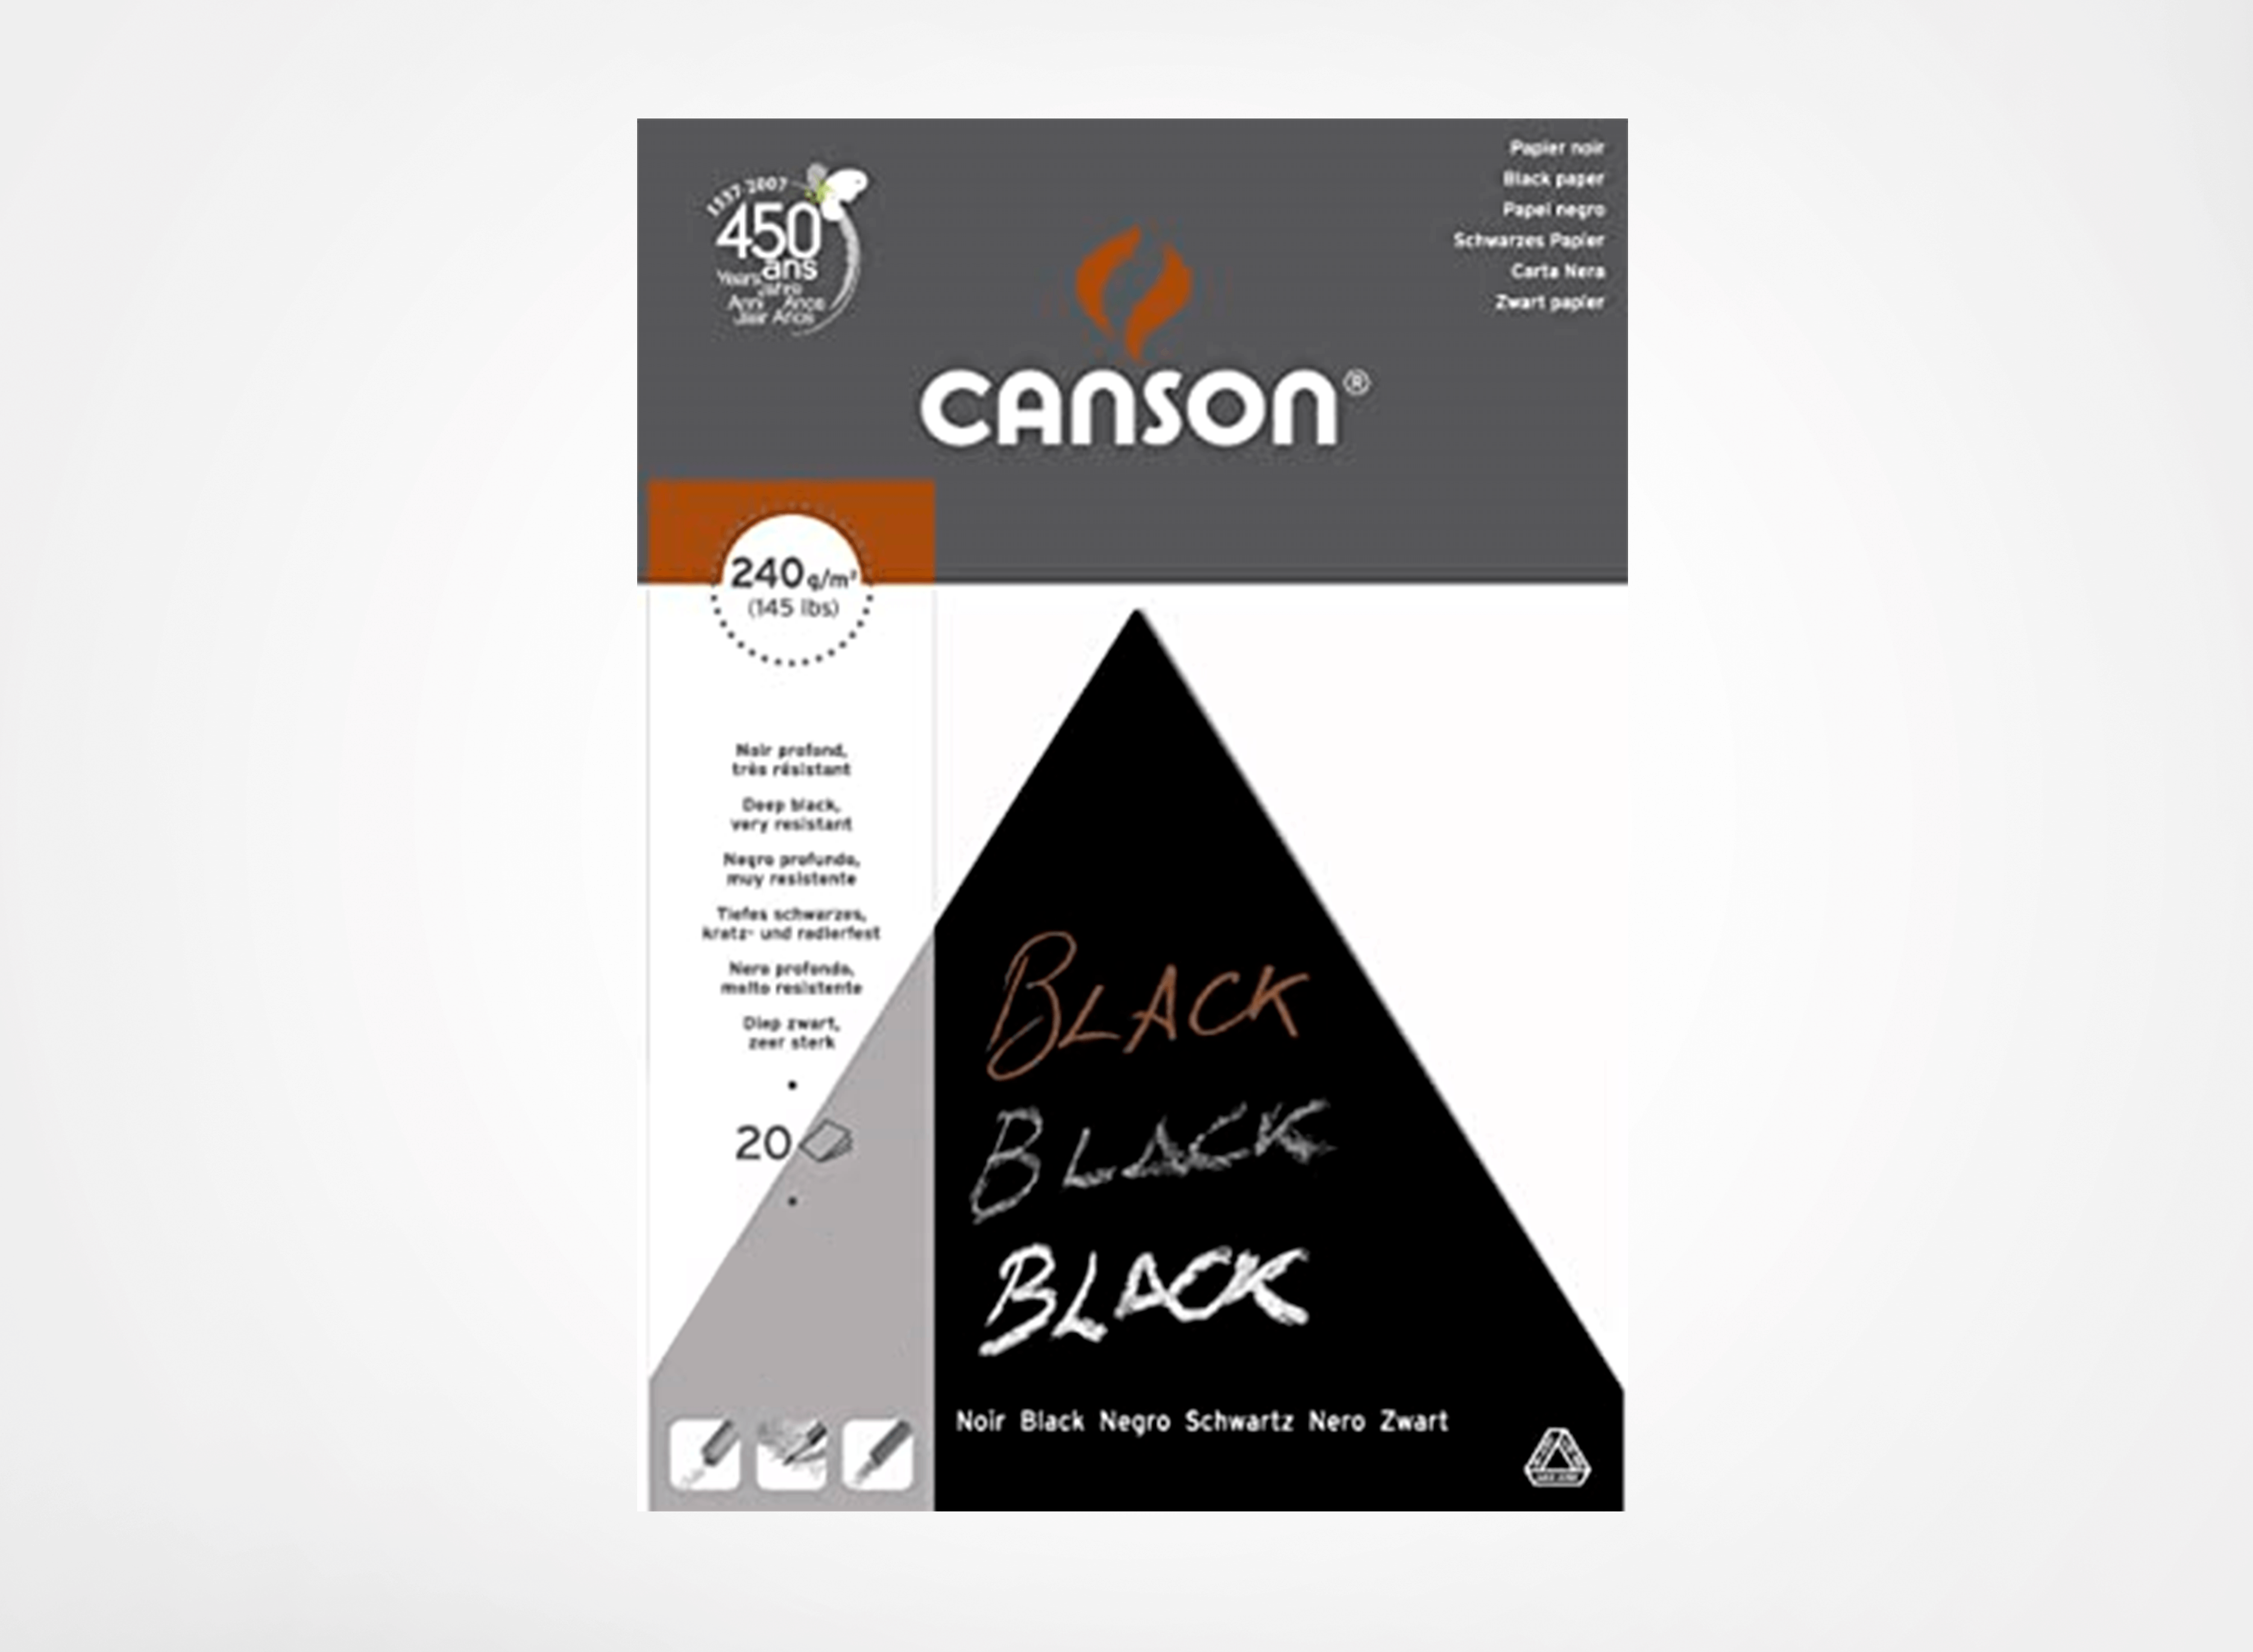 1557-2007
450
ans
Years
Jahre
Anni Años
Jaar Anos
Papier noir
Black paper
Papel negro
Schwarzes Papier
Carta Nera
Zwart papier
CANSON®
240 g/m²
(145 lbs)
Noir profond,
très résistant
Deep black,
very resistant
Negro profundo,
muy resistente
Tiefes schwarzes,
kratz- und radierfest
Nero profondo,
molto resistente
Diep zwart,
zeer sterk
20
BLACK
BLACK
BLACK
Noir Black Negro Schwartz Nero Zwart